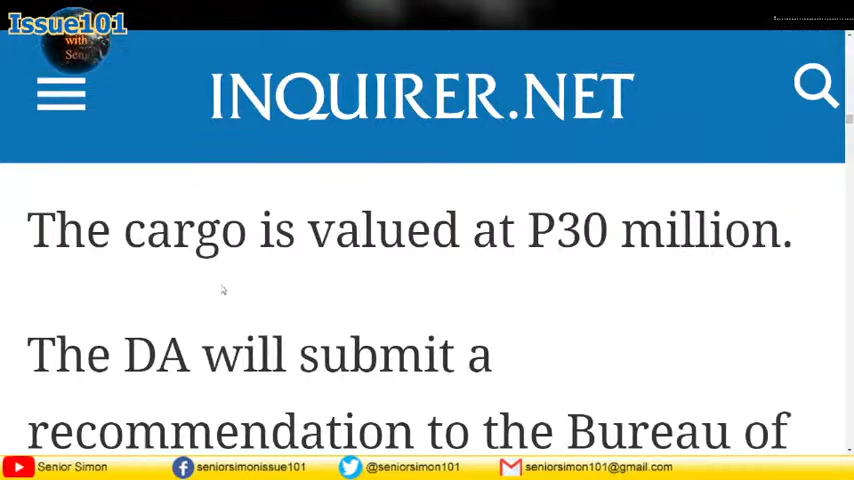 Issue101
with
INQUIRER.NET
The cargo is valued at P30 million.
The DA will submit a
recommendation to the Bureau of
Senior Simon seniorsimonissue101 @seniorsimon101 seniorsimon101@gmail.com